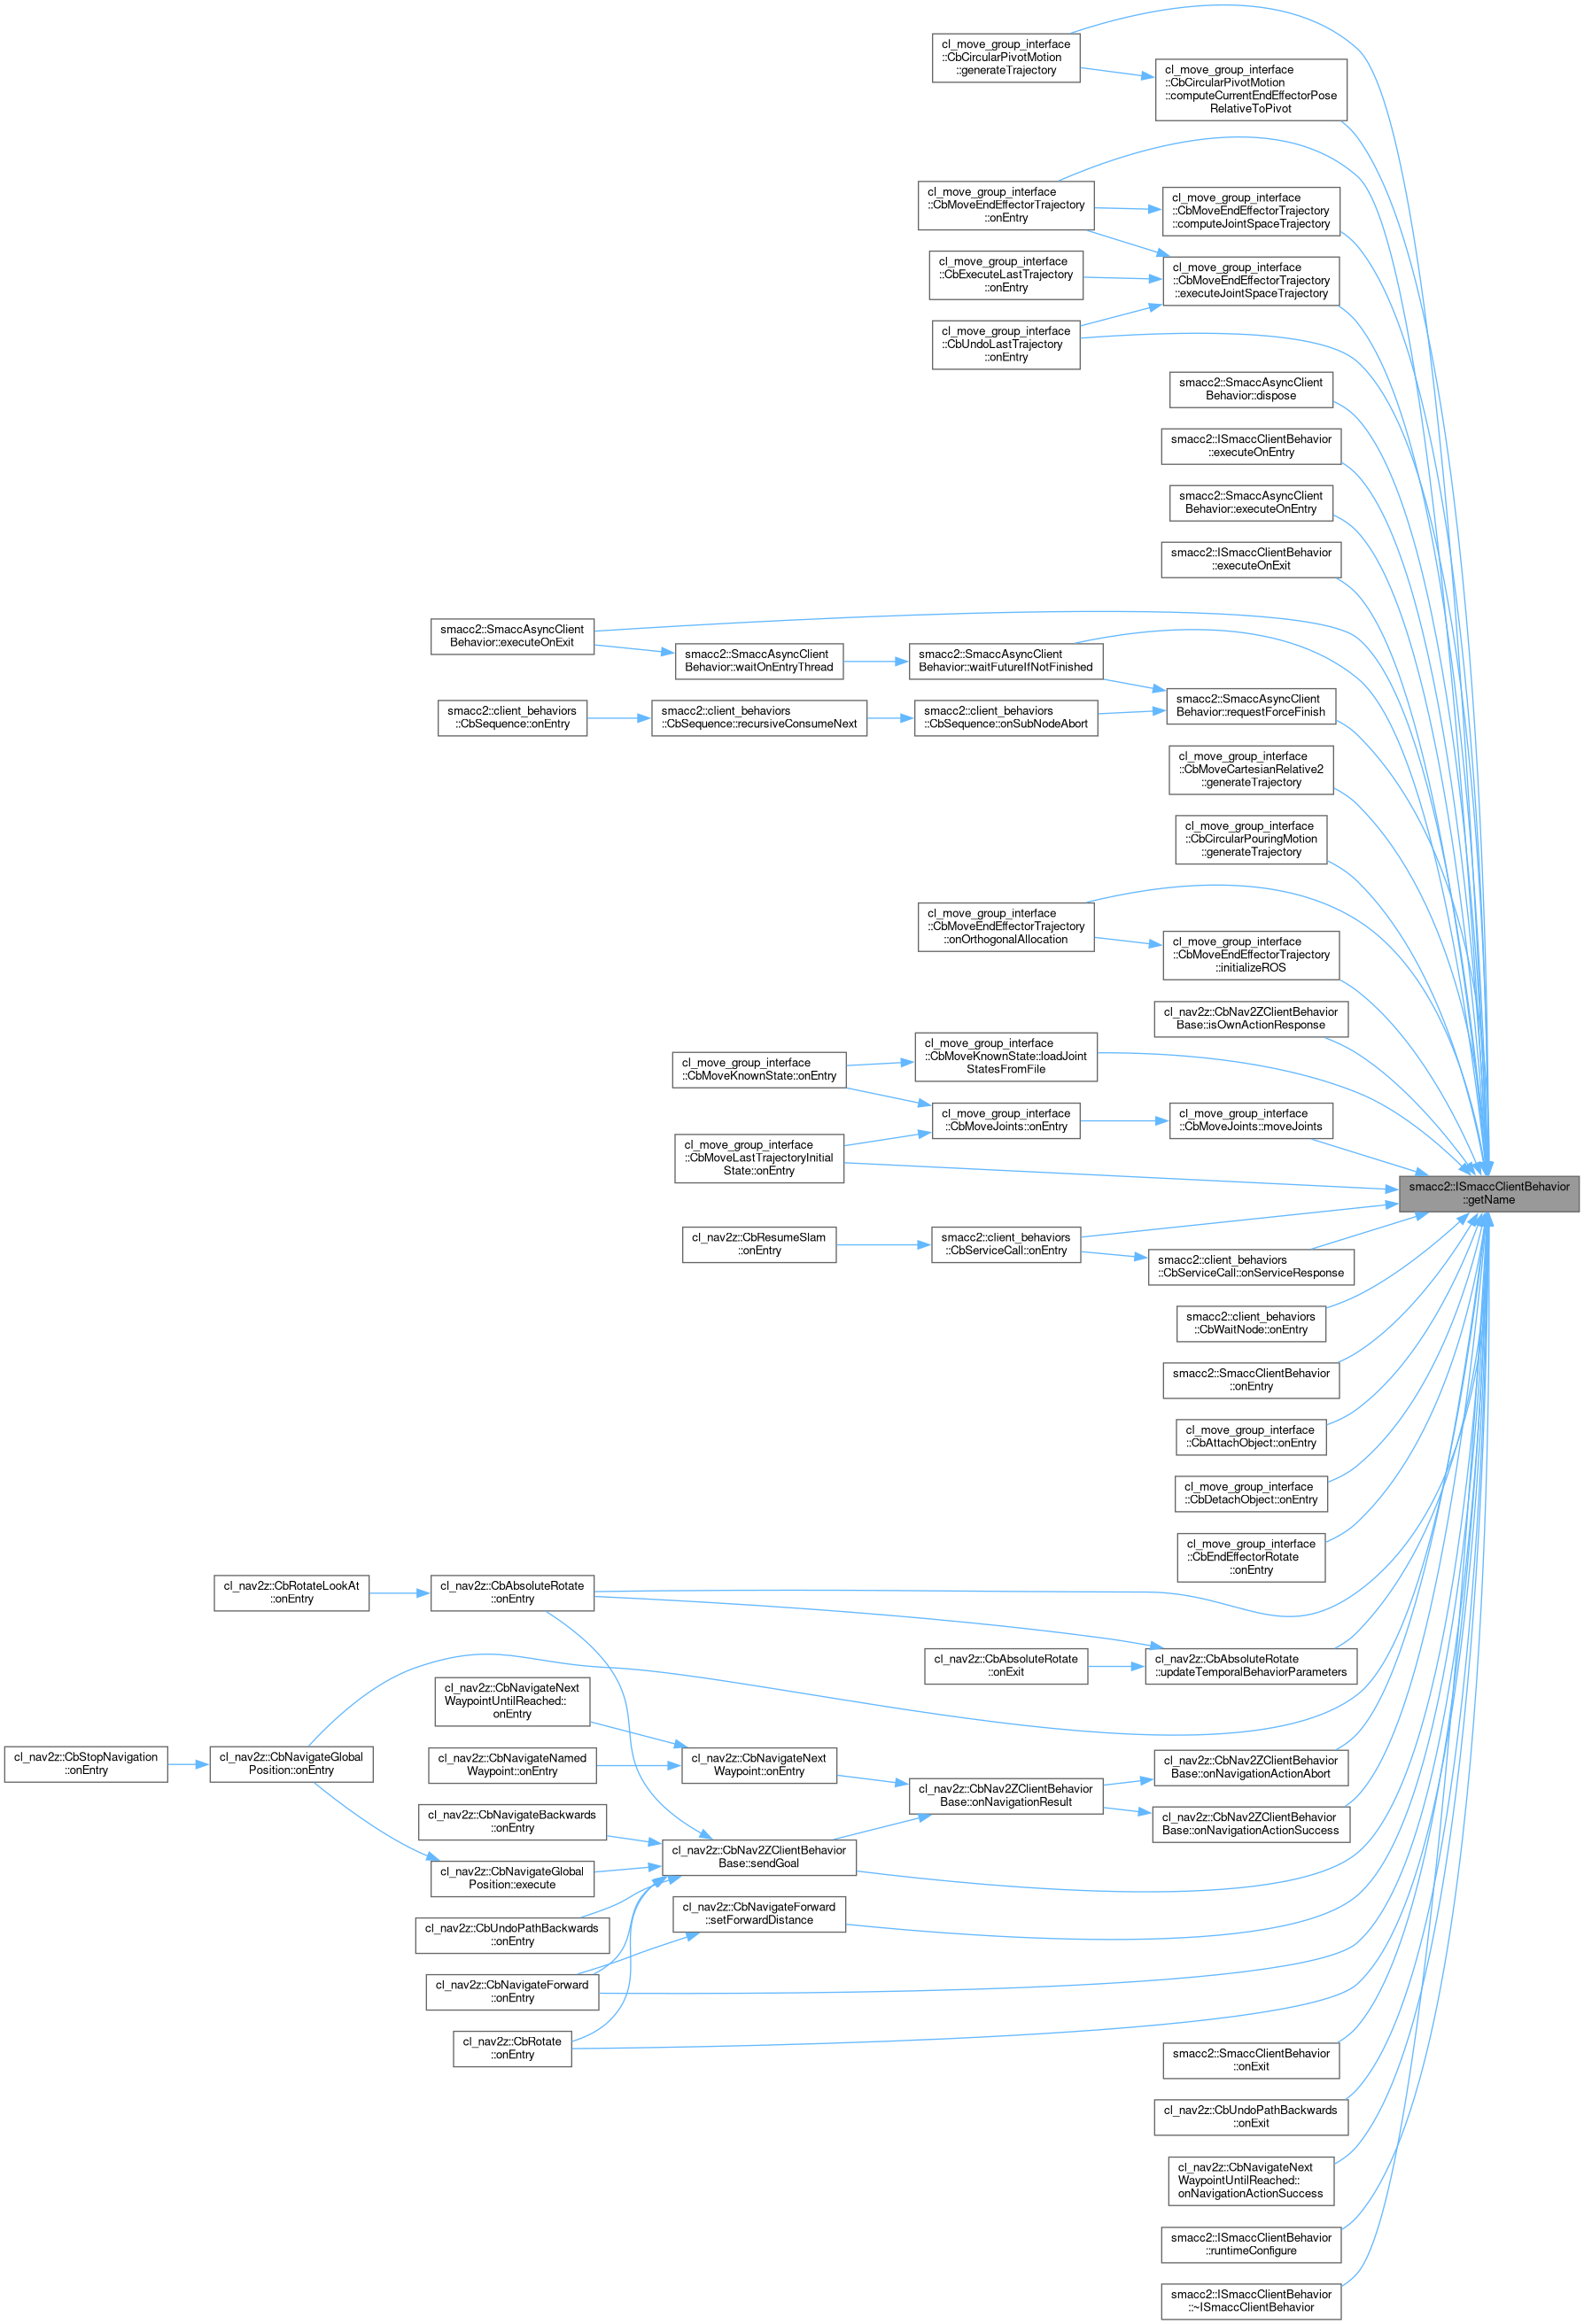 cl_move_group_interface
::CbCircularPivotMotion
::generateTrajectory
cl_move_group_interface
::CbCircularPivotMotion
::computeCurrentEndEffectorPose
RelativeToPivot
cl_move_group_interface
::CbMoveEndEffectorTrajectory
::onEntry
cl_move_group_interface
::CbMoveEndEffectorTrajectory
::computeJointSpaceTrajectory
cl_move_group_interface
::CbExecuteLastTrajectory
::onEntry
cl_move_group_interface
::CbMoveEndEffectorTrajectory
::executeJointSpaceTrajectory
cl_move_group_interface
::CbUndoLastTrajectory
::onEntry
smacc2::SmaccAsyncClient
Behavior::dispose
smacc2::ISmaccClientBehavior
::executeOnEntry
smacc2::SmaccAsyncClient
Behavior::executeOnEntry
smacc2::ISmaccClientBehavior
::executeOnExit
smacc2::SmaccAsyncClient
Behavior::executeOnExit
smacc2::SmaccAsyncClient
Behavior::waitOnEntryThread
smacc2::SmaccAsyncClient
Behavior::waitFutureIfNotFinished
smacc2::SmaccAsyncClient
Behavior::requestForceFinish
smacc2::client_behaviors
::CbSequence::onEntry
smacc2::client_behaviors
::CbSequence::recursiveConsumeNext
smacc2::client_behaviors
::CbSequence::onSubNodeAbort
cl_move_group_interface
::CbMoveCartesianRelative2
::generateTrajectory
cl_move_group_interface
::CbCircularPouringMotion
::generateTrajectory
cl_move_group_interface
::CbMoveEndEffectorTrajectory
::onOrthogonalAllocation
cl_move_group_interface
::CbMoveEndEffectorTrajectory
::initializeROS
cl_nav2z::CbNav2ZClientBehavior
Base::isOwnActionResponse
cl_move_group_interface
::CbMoveKnownState::onEntry
cl_move_group_interface
::CbMoveKnownState::loadJoint
StatesFromFile
cl_move_group_interface
::CbMoveJoints::onEntry
cl_move_group_interface
::CbMoveJoints::moveJoints
cl_move_group_interface
::CbMoveLastTrajectoryInitial
State::onEntry
smacc2::ISmaccClientBehavior
::getName
cl_nav2z::CbResumeSlam
::onEntry
smacc2::client_behaviors
::CbServiceCall::onEntry
smacc2::client_behaviors
::CbServiceCall::onServiceResponse
smacc2::client_behaviors
::CbWaitNode::onEntry
smacc2::SmaccClientBehavior
::onEntry
cl_move_group_interface
::CbAttachObject::onEntry
cl_move_group_interface
::CbDetachObject::onEntry
cl_move_group_interface
::CbEndEffectorRotate
::onEntry
cl_nav2z::CbRotateLookAt
::onEntry
cl_nav2z::CbAbsoluteRotate
::onEntry
cl_nav2z::CbAbsoluteRotate
::onExit
cl_nav2z::CbAbsoluteRotate
::updateTemporalBehaviorParameters
cl_nav2z::CbNavigateNext
WaypointUntilReached::
onEntry
cl_nav2z::CbStopNavigation
::onEntry
cl_nav2z::CbNavigateGlobal
Position::onEntry
cl_nav2z::CbNavigateNamed
Waypoint::onEntry
cl_nav2z::CbNavigateNext
Waypoint::onEntry
cl_nav2z::CbNav2ZClientBehavior
Base::onNavigationResult
cl_nav2z::CbNav2ZClientBehavior
Base::onNavigationActionAbort
cl_nav2z::CbNav2ZClientBehavior
Base::onNavigationActionSuccess
cl_nav2z::CbNavigateBackwards
::onEntry
cl_nav2z::CbNav2ZClientBehavior
Base::sendGoal
cl_nav2z::CbNavigateGlobal
Position::execute
cl_nav2z::CbNavigateForward
::setForwardDistance
cl_nav2z::CbUndoPathBackwards
::onEntry
cl_nav2z::CbNavigateForward
::onEntry
cl_nav2z::CbRotate
::onEntry
smacc2::SmaccClientBehavior
::onExit
cl_nav2z::CbUndoPathBackwards
::onExit
cl_nav2z::CbNavigateNext
WaypointUntilReached::
onNavigationActionSuccess
smacc2::ISmaccClientBehavior
::runtimeConfigure
smacc2::ISmaccClientBehavior
::~ISmaccClientBehavior